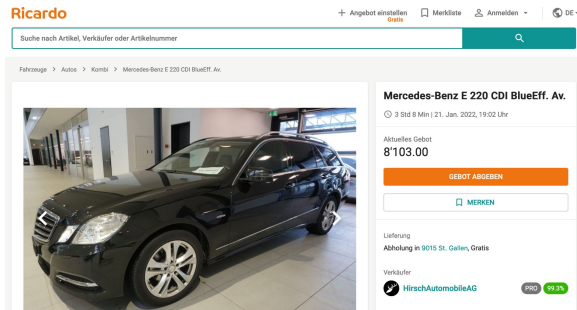 Ricardo
Angebot einstellen
Gratis
Merkliste
Anmelden
DE
Suche nach Artikel, Verkäufer oder Artikelnummer
Fahrzeuge > Autos > Kombi > Mercedes-Benz E 220 CDI BlueEff. Av.
Mercedes-Benz E 220 CDI BlueEff. Av.
3 Std 8 Min | 21. Jan. 2022, 19:02 Uhr
Aktuelles Gebot
8'103.00
GEBOT ABGEBEN
MERKEN
Lieferung
Abholung in 9015 St. Gallen, Gratis
Verkäufer
HirschAutomobileAG PRO 99.3%